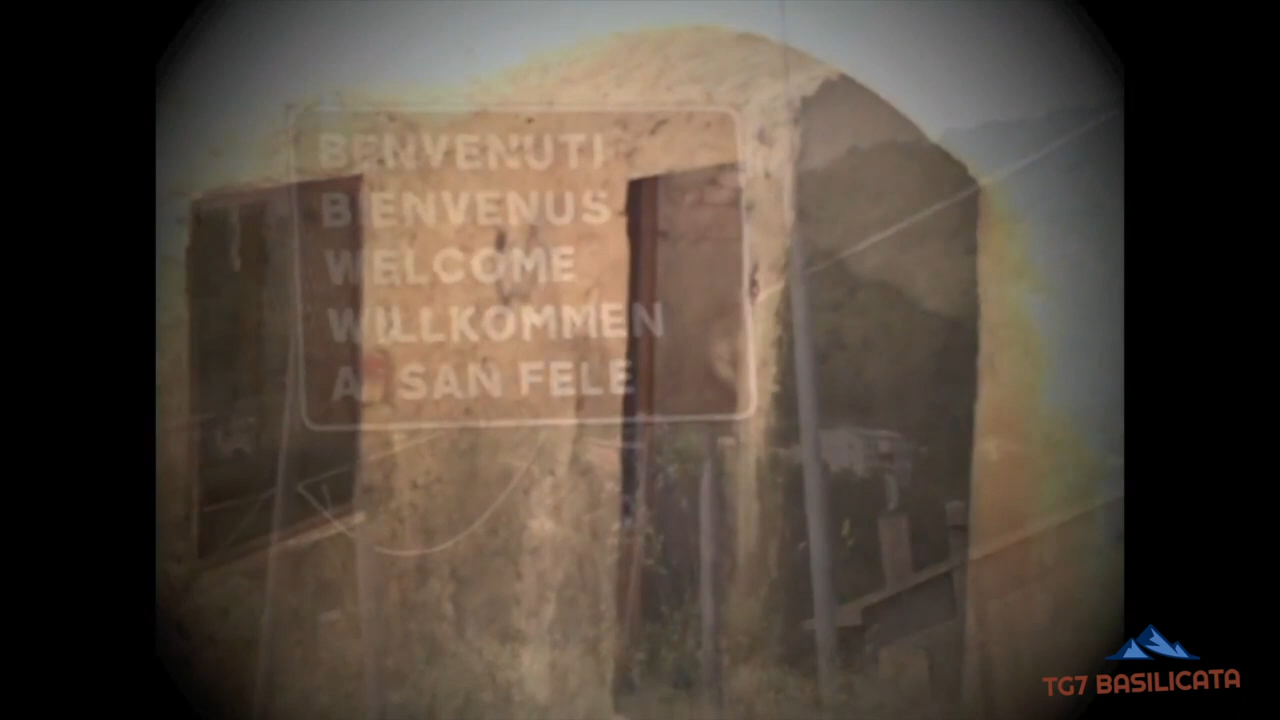 BENVENUTI
BIENVENUS
WELCOME
WILLKOMMEN
A SAN FELE
TG7 BASILICATA